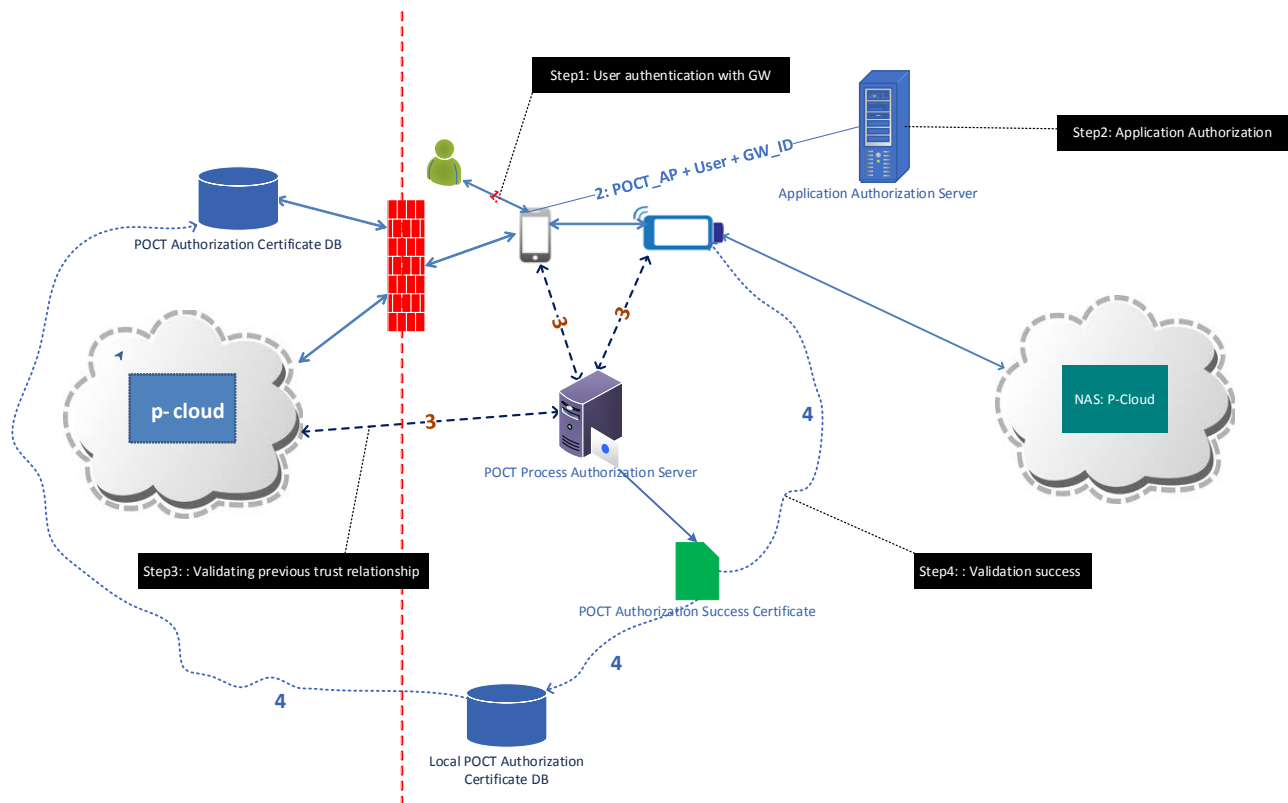 Step1: User authentication with GW
Step2: Application Authorization
1
2: POCT_AP + User + GW_ID
Application Authorization Server
POCT Authorization Certificate DB
3
3
p- cloud
NAS: P-Cloud
3
4
POCT Process Authorization Server
Step3: : Validating previous trust relationship
Step4: : Validation success
POCT Authorization Success Certificate
4
4
Local POCT Authorization
Certificate DB